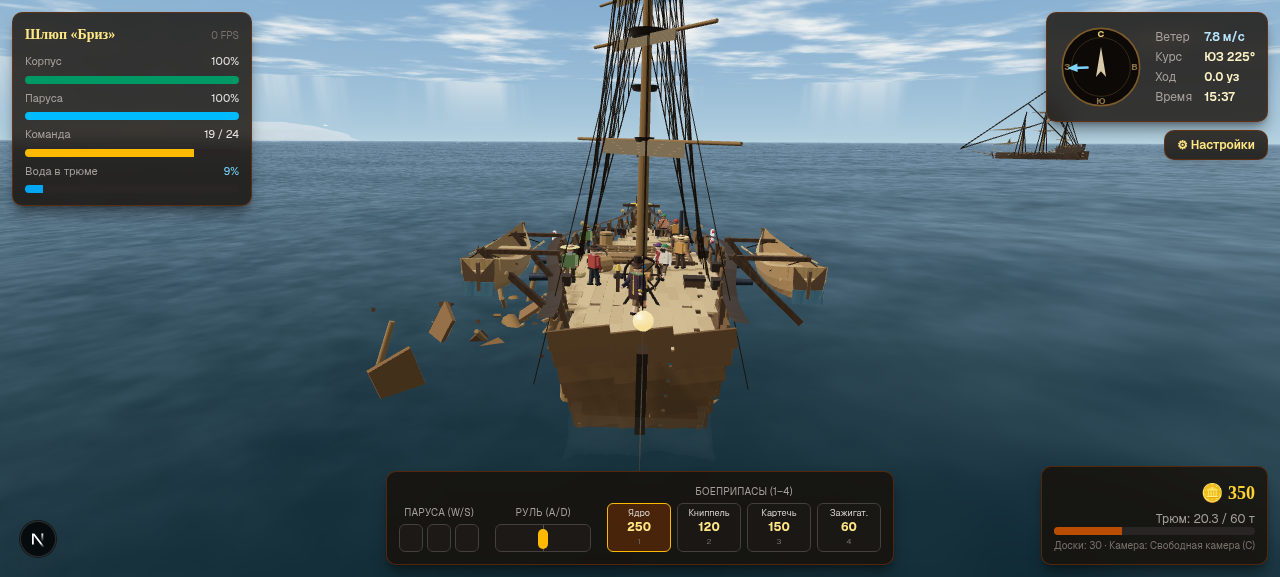 Шлюп «Бриз» 0 FPS
Корпус 100%
Паруса 100%
Команда 19 / 24
Вода в трюме 9%
С
З В
Ю
Ветер 7.8 м/с
Курс ЮЗ 225°
Ход 0.0 уз
Время 15:37
⚙ Настройки
ПАРУСА (W/S)
РУЛЬ (A/D)
БОЕПРИПАСЫ (1–4)
Ядро
250
1
Книппель
120
2
Картечь
150
3
Зажигат.
60
4
350
Трюм: 20.3 / 60 т
Доски: 30 · Камера: Свободная камера (C)
N